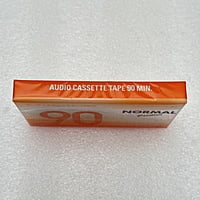 AUDIO CASSETTE TAPE 90 MIN.
90
NORMAL